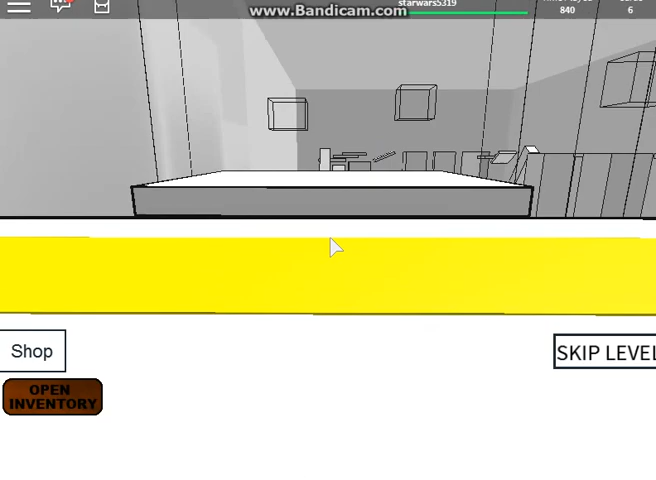 www.Bandicam.com
starwars5319
840
6
Shop
SKIP LEVEL
OPEN
INVENTORY